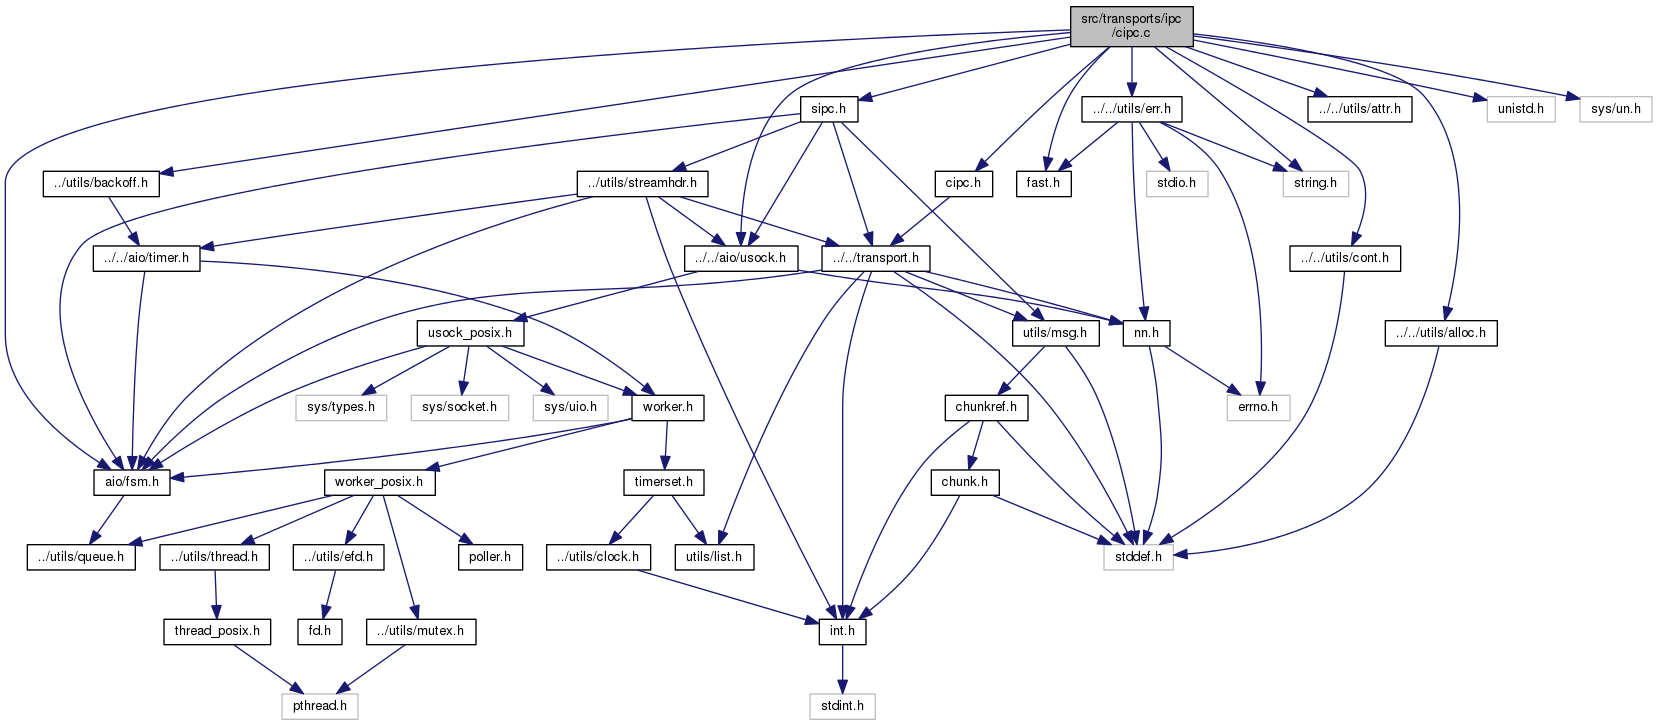 src/transports/ipc
/cipc.c
sipc.h
../../utils/err.h
../../utils/attr.h
unistd.h
sys/un.h
../utils/backoff.h
../utils/streamhdr.h
cipc.h
fast.h
stdio.h
string.h
../../aio/timer.h
../../aio/usock.h
../../transport.h
../../utils/cont.h
usock_posix.h
utils/msg.h
nn.h
../../utils/alloc.h
sys/types.h
sys/socket.h
sys/uio.h
worker.h
chunkref.h
errno.h
aio/fsm.h
worker_posix.h
timerset.h
chunk.h
../utils/queue.h
../utils/thread.h
../utils/efd.h
poller.h
../utils/clock.h
utils/list.h
stddef.h
thread_posix.h
fd.h
../utils/mutex.h
int.h
pthread.h
stdint.h